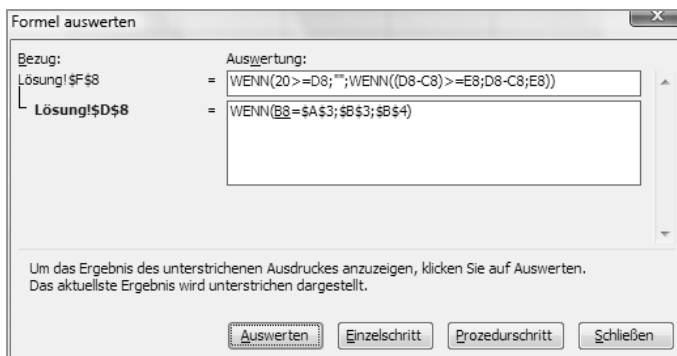 Formel auswerten
Bezug: Auswertung:
Lösung!$F$8 = WENN(20>=D8;"";WENN((D8-C8)>=E8;D8-C8;E8))
Lösung!$D$8 = WENN(B8=$A$3;$B$3;$B$4)
Um das Ergebnis des unterstrichenen Ausdruckes anzuzeigen, klicken Sie auf Auswerten.
Das aktuellste Ergebnis wird unterstrichen dargestellt.
Auswerten Einzelschritt Prozedurschritt Schließen